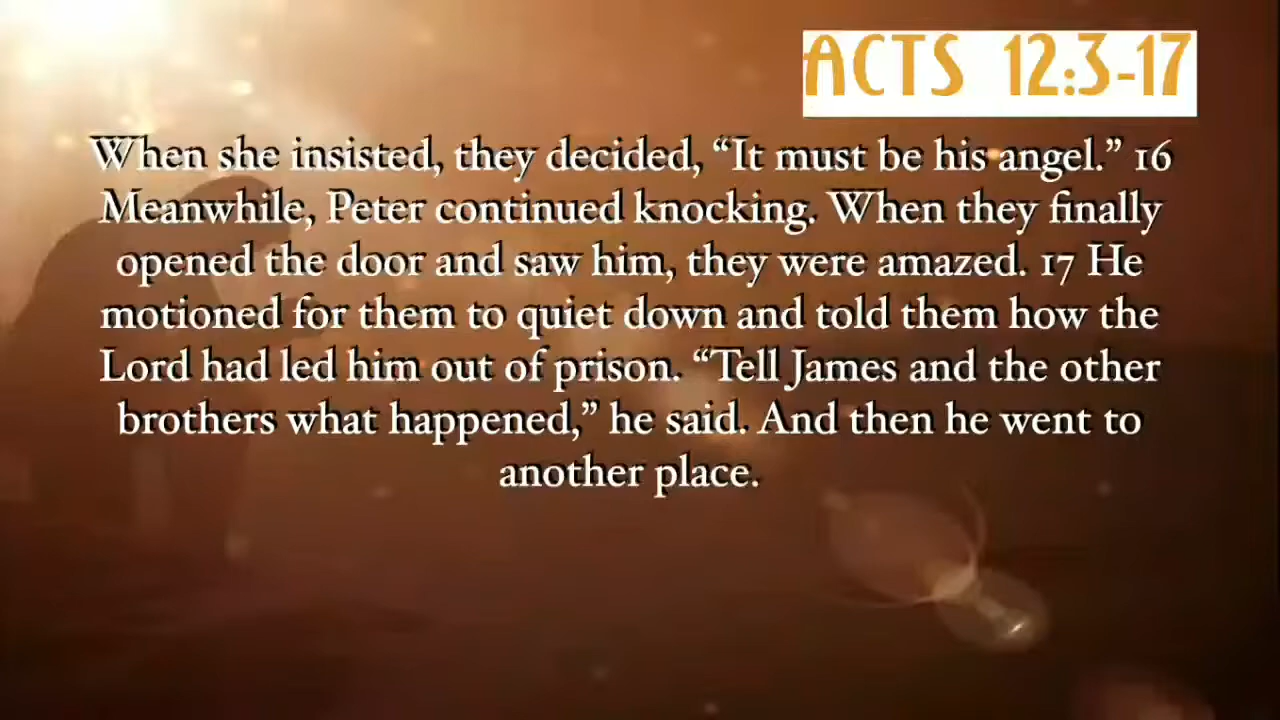 ACTS 12:3-17
When she insisted, they decided, “It must be his angel.” 16
Meanwhile, Peter continued knocking. When they finally
opened the door and saw him, they were amazed. 17 He
motioned for them to quiet down and told them how the
Lord had led him out of prison. “Tell James and the other
brothers what happened,” he said. And then he went to
another place.